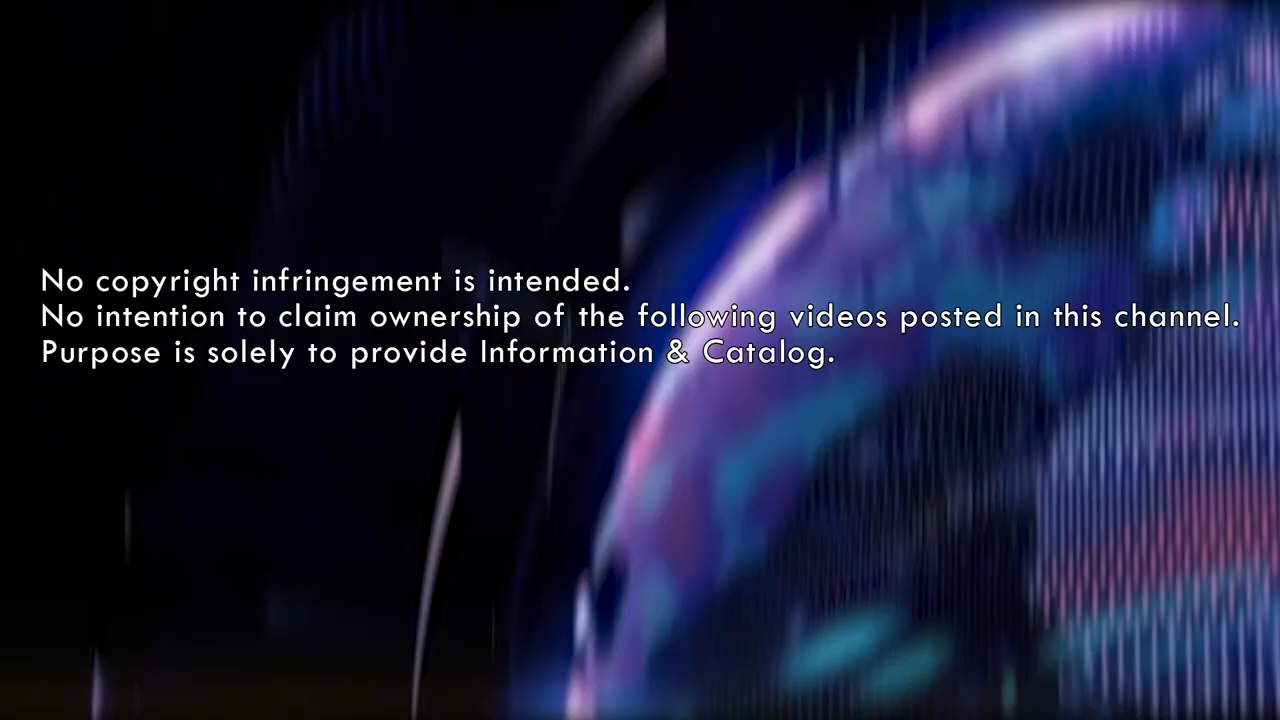 No copyright infringement is intended.
No intention to claim ownership of the following videos posted in this channel.
Purpose is solely to provide Information & Catalog.